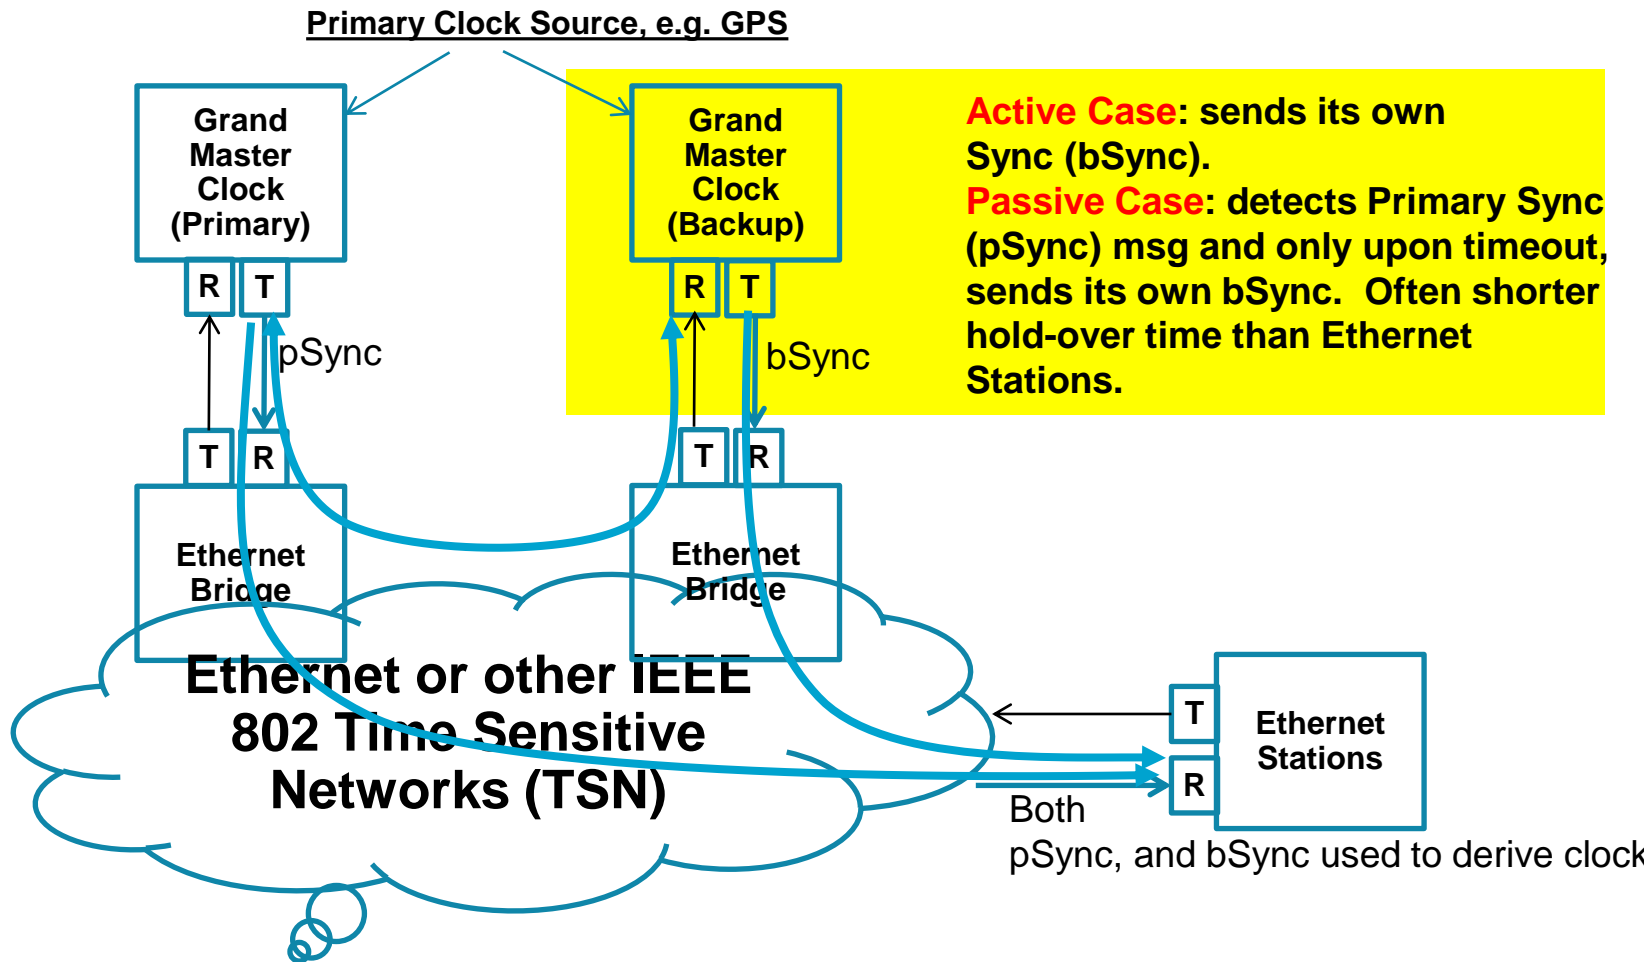 Primary Clock Source, e.g. GPS
Grand
Master
Clock
(Primary)
Grand
Master
Clock
(Backup)
Active Case: sends its own
Sync (bSync).
Passive Case: detects Primary Sync
(pSync) msg and only upon timeout,
sends its own bSync.  Often shorter
hold-over time than Ethernet
Stations.
R
T
R
T
pSync
bSync
T
R
T
R
Ethernet
Bridge
Ethernet
Bridge
Ethernet or other IEEE
802 Time Sensitive
Networks (TSN)
T
R
Ethernet
Stations
Both
pSync, and bSync used to derive clock